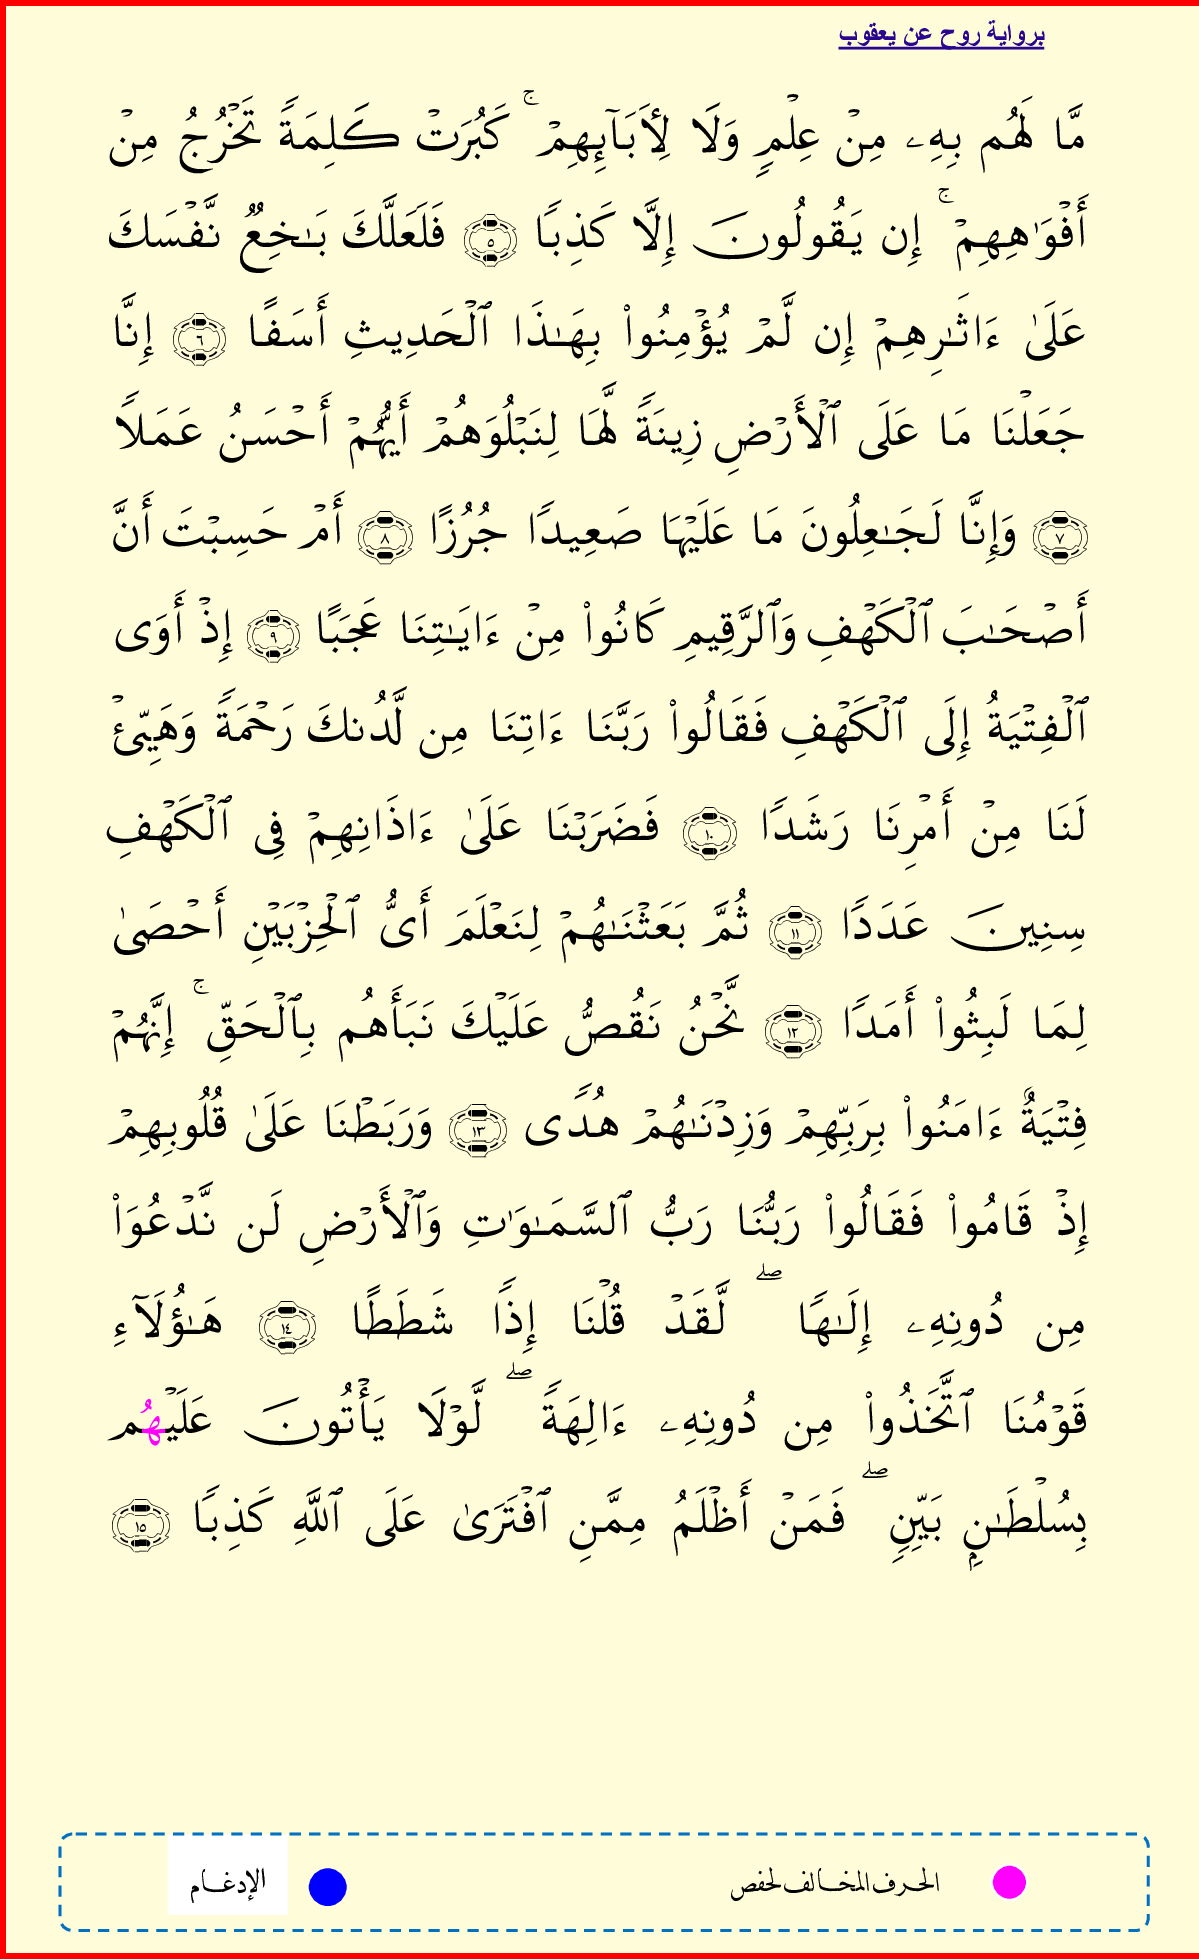 برواية روح عن يعقوب
مَّا لَهُم بِهِۦ مِنۡ عِلۡمٖ وَلَا لِأٓبَآئِهِمۡۚ كَبُرَتۡ كَلِمَةٗ تَخۡرُجُ مِنۡ
أَفۡوَٰهِهِمۡۚ إِن يَقُولُونَ إِلَّا كَذِبٗا ٥ فَلَعَلَّكَ بَٰخِعٞ نَّفۡسَكَ
عَلَىٰٓ ءَاثَٰرِهِمۡ إِن لَّمۡ يُؤۡمِنُواْ بِهَٰذَا ٱلۡحَدِيثِ أَسَفًا ٦ إِنَّا
جَعَلۡنَا مَا عَلَى ٱلۡأَرۡضِ زِينَةٗ لَّهَا لِنَبۡلُوَهُمۡ أَيُّهُمۡ أَحۡسَنُ عَمَلٗا
٧ وَإِنَّا لَجَٰعِلُونَ مَا عَلَيۡهَا صَعِيدٗا جُرُزًا ٨ أَمۡ حَسِبۡتَ أَنَّ
أَصۡحَٰبَ ٱلۡكَهۡفِ وَٱلرَّقِيمِ كَانُواْ مِنۡ ءَايَٰتِنَا عَجَبًا ٩ إِذۡ أَوَى
ٱلۡفِتۡيَةُ إِلَى ٱلۡكَهۡفِ فَقَالُواْ رَبَّنَا ءَاتِنَا مِن لَّدُنكَ رَحۡمَةٗ وَهَيِّئۡ
لَنَا مِنۡ أَمۡرِنَا رَشَدٗا ١٠ فَضَرَبۡنَا عَلَىٰ ءَاذَانِهِمۡ فِي ٱلۡكَهۡفِ
سِنِينَ عَدَدٗا ١١ ثُمَّ بَعَثۡنَٰهُمۡ لِنَعۡلَمَ أَيُّ ٱلۡحِزۡبَيۡنِ أَحۡصَىٰ
لِمَا لَبِثُواْ أَمَدٗا ١٢ نَّحۡنُ نَقُصُّ عَلَيۡكَ نَبَأَهُم بِٱلۡحَقِّۚ إِنَّهُمۡ
فِتۡيَةٌ ءَامَنُواْ بِرَبِّهِمۡ وَزِدۡنَٰهُمۡ هُدٗى ١٣ وَرَبَطۡنَا عَلَىٰ قُلُوبِهِمۡ
إِذۡ قَامُواْ فَقَالُواْ رَبُّنَا رَبُّ ٱلسَّمَٰوَٰتِ وَٱلۡأَرۡضِ لَن نَّدۡعُوَاْ
مِن دُونِهِۦ إِلَٰهٗاۖ لَّقَدۡ قُلۡنَا إِذٗا شَطَطًا ١٤ هَٰؤُلَآءِ
قَوۡمُنَا ٱتَّخَذُواْ مِن دُونِهِۦ ءَالِهَةٗۖ لَّوۡلَا يَأۡتُونَ عَلَيۡهُم
بِسُلۡطَٰنِۭ بَيِّنٖۖ فَمَنۡ أَظۡلَمُ مِمَّنِ ٱفۡتَرَىٰ عَلَى ٱللَّهِ كَذِبٗا ١٥
الحرف المخالف لحفص
الإدغام